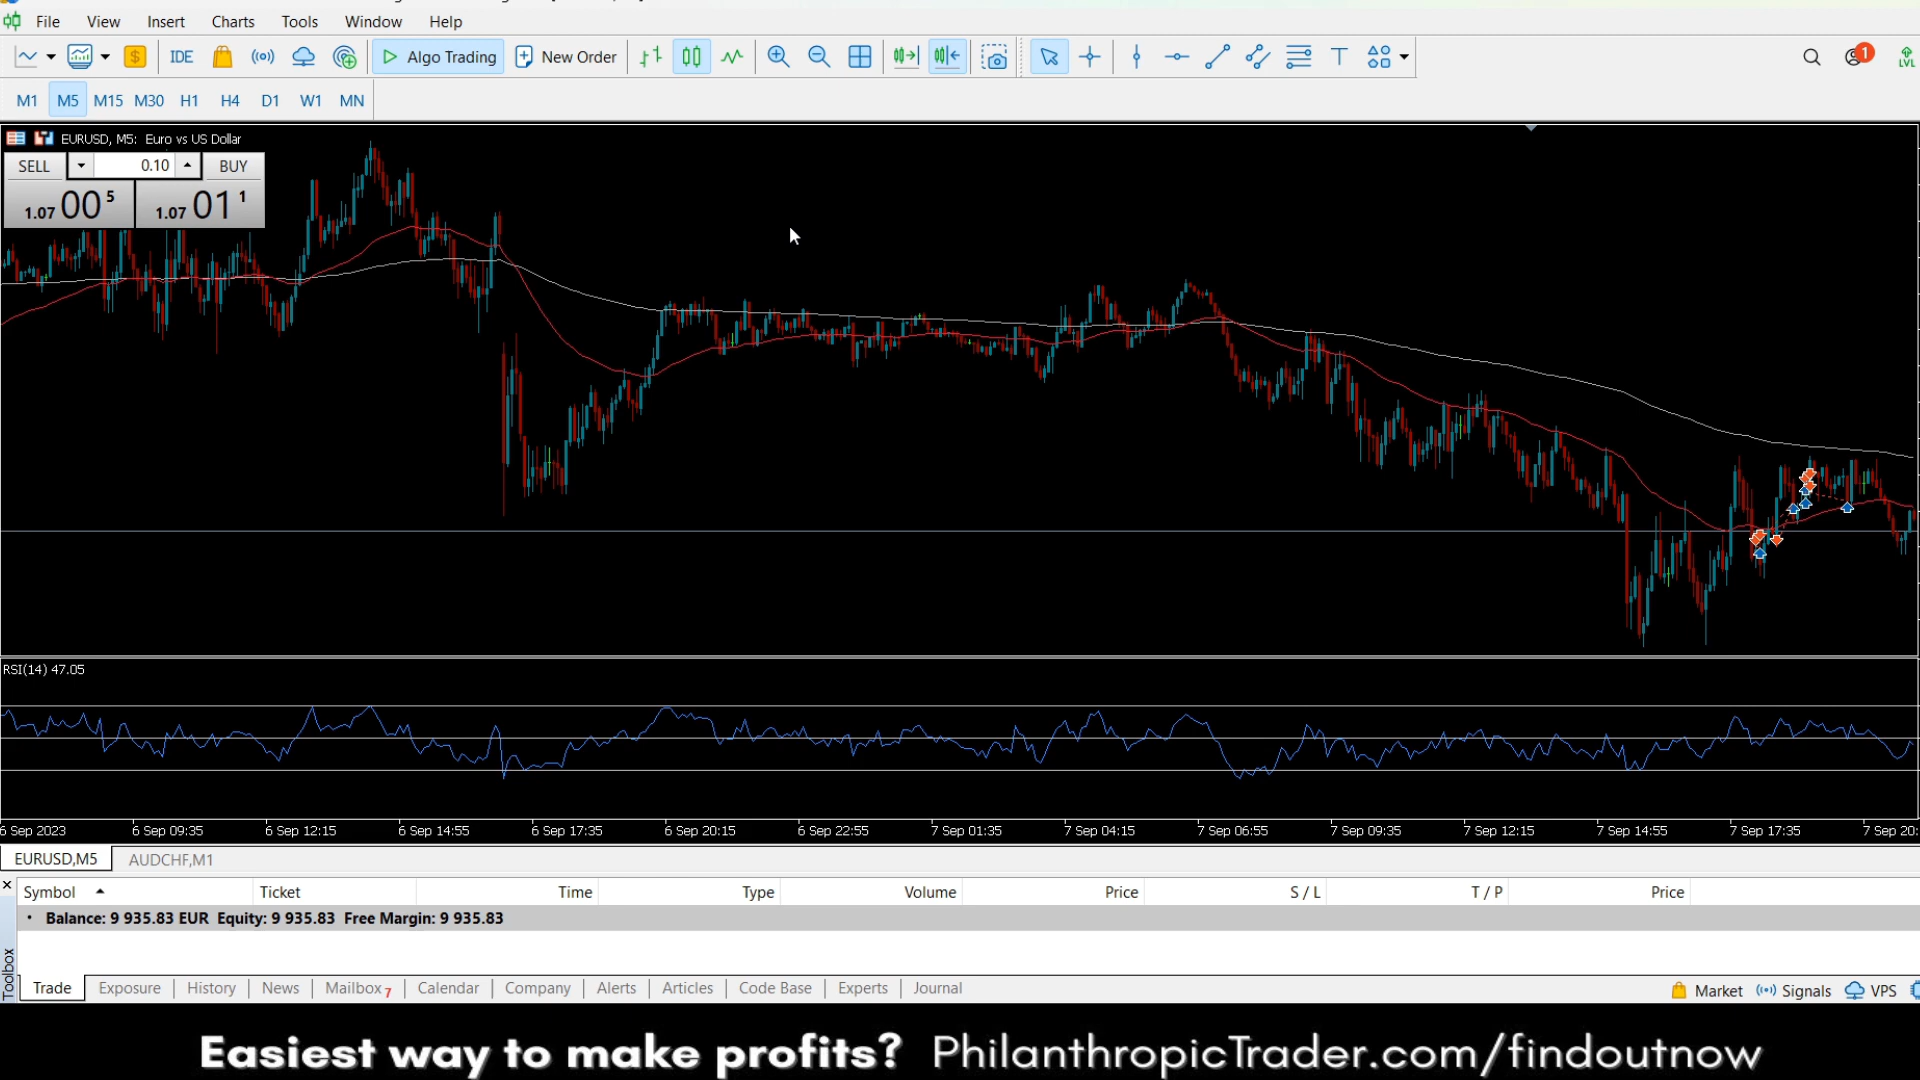 File View Insert Charts Tools Window Help
IDE Algo Trading New Order 1 LVL
M1 M5 M15 M30 H1 H4 D1 W1 MN
EURUSD, M5: Euro vs US Dollar
SELL 0.10 BUY
1.07 00 5 1.07 01 1
RSI(14) 47.05
6 Sep 2023 6 Sep 09:35 6 Sep 12:15 6 Sep 14:55 6 Sep 17:35 6 Sep 20:15 6 Sep 22:55 7 Sep 01:35 7 Sep 04:15 7 Sep 06:55 7 Sep 09:35 7 Sep 12:15 7 Sep 14:55 7 Sep 17:35 7 Sep 20:
EURUSD,M5 AUDCHF,M1
Symbol Ticket Time Type Volume Price S / L T / P Price
Balance: 9 935.83 EUR Equity: 9 935.83 Free Margin: 9 935.83
Toolbox
Trade Exposure History News Mailbox 7 Calendar Company Alerts Articles Code Base Experts Journal Market Signals VPS
Easiest way to make profits? PhilanthropicTrader.com/findoutnow